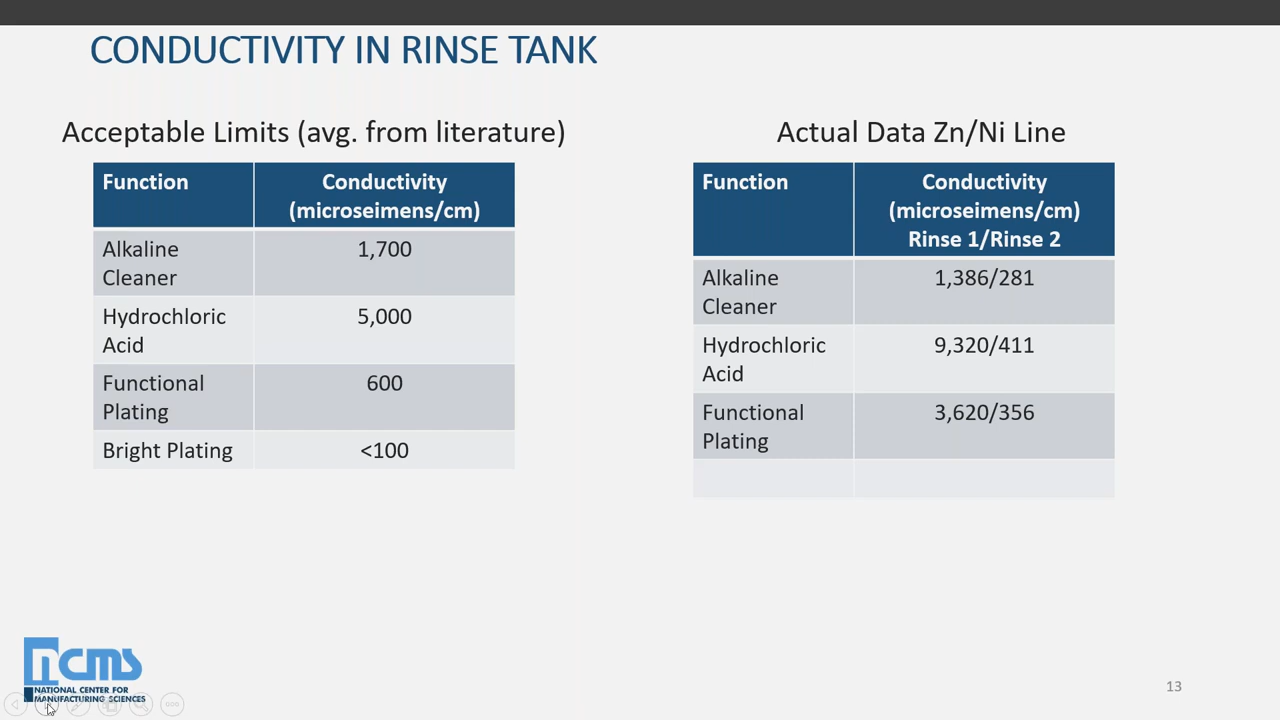 CONDUCTIVITY IN RINSE TANK
Acceptable Limits (avg. from literature)
Function
Conductivity
(microseimens/cm)
Alkaline
Cleaner
1,700
Hydrochloric
Acid
5,000
Functional
Plating
600
Bright Plating
<100
Actual Data Zn/Ni Line
Function
Conductivity
(microseimens/cm)
Rinse 1/Rinse 2
Alkaline
Cleaner
1,386/281
Hydrochloric
Acid
9,320/411
Functional
Plating
3,620/356
ncms
NATIONAL CENTER FOR
MANUFACTURING SCIENCES
13